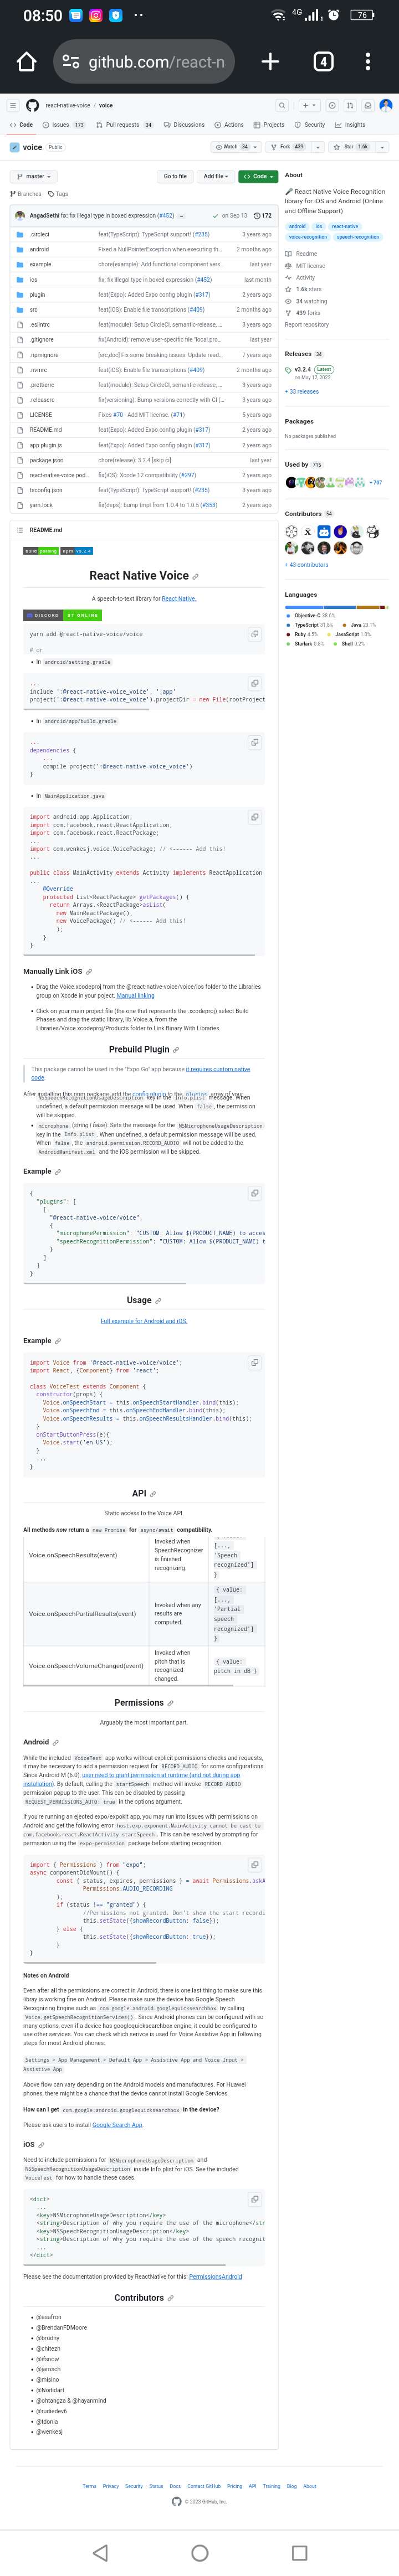 08:50
4G
76
github.com/react-n
4
react-native-voice / voice
Code
Issues 173
Pull requests 34
Discussions
Actions
Projects
Security
Insights
voice Public
Watch 34
Fork 439
Star 1.6k
master
Go to file
Add file
Code
Branches
Tags
AngadSethi fix: fix illegal type in boxed expression (#452) ...
on Sep 13
172
.circleci feat(TypeScript): TypeScript support! (#235) 3 years ago
android Fixed a NullPointerException when executing th... 2 months ago
example chore(example): Add functional component vers... last year
ios fix: fix illegal type in boxed expression (#452) last month
plugin feat(Expo): Added Expo config plugin (#317) 2 years ago
src feat(iOS): Enable file transcriptions (#409) 2 months ago
.eslintrc feat(module): Setup CircleCI, semantic-release, ... 3 years ago
.gitignore fix(Android): remove user-specific file "local.pro... last year
.npmignore [src,doc] Fix some breaking issues. Update read... 7 years ago
.nvmrc feat(iOS): Enable file transcriptions (#409) 2 months ago
.prettierrc feat(module): Setup CircleCI, semantic-release, ... 3 years ago
.releaserc fix(versioning): Bump versions correctly with CI (... last year
LICENSE Fixes #70 - Add MIT license. (#71) 5 years ago
README.md feat(Expo): Added Expo config plugin (#317) 2 years ago
app.plugin.js feat(Expo): Added Expo config plugin (#317) 2 years ago
package.json chore(release): 3.2.4 [skip ci] last year
react-native-voice.pod... fix(iOS): Xcode 12 compatibility (#297) 2 years ago
tsconfig.json feat(TypeScript): TypeScript support! (#235) 3 years ago
yarn.lock fix(deps): bump tmpl from 1.0.4 to 1.0.5 (#353) 2 years ago
README.md
build passing npm v3.2.4
React Native Voice
A speech-to-text library for React Native.
DISCORD 37 ONLINE
yarn add @react-native-voice/voice
# or
In android/setting.gradle
...
include ':@react-native-voice_voice', ':app'
project(':@react-native-voice_voice').projectDir = new File(rootProject
In android/app/build.gradle
...
dependencies {
...
compile project(':@react-native-voice_voice')
}
In MainApplication.java
import android.app.Application;
import com.facebook.react.ReactApplication;
import com.facebook.react.ReactPackage;
...
import com.wenkesj.voice.VoicePackage; // <------ Add this!
...
public class MainActivity extends Activity implements ReactApplication
...
@Override
protected List<ReactPackage> getPackages() {
return Arrays.<ReactPackage>asList(
new MainReactPackage(),
new VoicePackage() // <------ Add this!
);
}
}
Manually Link iOS
Drag the Voice.xcodeproj from the @react-native-voice/voice/ios folder to the Libraries
group on Xcode in your poject. Manual linking
Click on your main project file (the one that represents the .xcodeproj) select Build
Phases and drag the static library, lib.Voice.a, from the
Libraries/Voice.xcodeproj/Products folder to Link Binary With Libraries
Prebuild Plugin
This package cannot be used in the "Expo Go" app because it requires custom native
code.
After installing this npm package, add the config plugin to the plugins array of your
NSSpeechRecognitionUsageDescription key in the Info.plist message. When
undefined, a default permission message will be used. When false, the permission
will be skipped.
microphone (string | false): Sets the message for the NSMicrophoneUsageDescription
key in the Info.plist. When undefined, a default permission message will be used.
When false, the android.permission.RECORD_AUDIO will not be added to the
AndroidManifest.xml and the iOS permission will be skipped.
Example
{
"plugins": [
[
"@react-native-voice/voice",
{
"microphonePermission": "CUSTOM: Allow $(PRODUCT_NAME) to acces
"speechRecognitionPermission": "CUSTOM: Allow $(PRODUCT_NAME) t
}
]
]
}
Usage
Full example for Android and iOS.
Example
import Voice from '@react-native-voice/voice';
import React, {Component} from 'react';
class VoiceTest extends Component {
constructor(props) {
Voice.onSpeechStart = this.onSpeechStartHandler.bind(this);
Voice.onSpeechEnd = this.onSpeechEndHandler.bind(this);
Voice.onSpeechResults = this.onSpeechResultsHandler.bind(this);
}
onStartButtonPress(e){
Voice.start('en-US');
}
...
}
API
Static access to the Voice API.
All methods now return a new Promise for async/await compatibility.
Voice.onSpeechResults(event)
Invoked when
SpeechRecognizer
is finished
recognizing.
[...,
'Speech
recognized']
}
Voice.onSpeechPartialResults(event)
Invoked when any
results are
computed.
{ value:
[...,
'Partial
speech
recognized']
}
Voice.onSpeechVolumeChanged(event)
Invoked when
pitch that is
recognized
changed.
{ value:
pitch in dB }
Permissions
Arguably the most important part.
Android
While the included VoiceTest app works without explicit permissions checks and requests,
it may be necessary to add a permission request for RECORD_AUDIO for some configurations.
Since Android M (6.0), user need to grant permission at runtime (and not during app
installation). By default, calling the startSpeech method will invoke RECORD AUDIO
permission popup to the user. This can be disabled by passing
REQUEST_PERMISSIONS_AUTO: true in the options argument.
If you're running an ejected expo/expokit app, you may run into issues with permissions on
Android and get the following error host.exp.exponent.MainActivity cannot be cast to
com.facebook.react.ReactActivity startSpeech. This can be resolved by prompting for
permssion using the expo-permission package before starting recognition.
import { Permissions } from "expo";
async componentDidMount() {
const { status, expires, permissions } = await Permissions.askA
Permissions.AUDIO_RECORDING
);
if (status !== "granted") {
//Permissions not granted. Don't show the start recordi
this.setState({showRecordButton: false});
} else {
this.setState({showRecordButton: true});
}
}
Notes on Android
Even after all the permissions are correct in Android, there is one last thing to make sure this
libray is working fine on Android. Please make sure the device has Google Speech
Recognizing Engine such as com.google.android.googlequicksearchbox by calling
Voice.getSpeechRecognitionServices(). Since Android phones can be configured with so
many options, even if a device has googlequicksearchbox engine, it could be configured to
use other services. You can check which serivce is used for Voice Assistive App in following
steps for most Android phones:
Settings > App Management > Default App > Assistive App and Voice Input >
Assistive App
Above flow can vary depending on the Android models and manufactures. For Huawei
phones, there might be a chance that the device cannot install Google Services.
How can I get com.google.android.googlequicksearchbox in the device?
Please ask users to install Google Search App.
iOS
Need to include permissions for NSMicrophoneUsageDescription and
NSSpeechRecognitionUsageDescription inside Info.plist for iOS. See the included
VoiceTest for how to handle these cases.
<dict>
...
<key>NSMicrophoneUsageDescription</key>
<string>Description of why you require the use of the microphone</str
<key>NSSpeechRecognitionUsageDescription</key>
<string>Description of why you require the use of the speech recognit
...
</dict>
Please see the documentation provided by ReactNative for this: PermissionsAndroid
Contributors
@asafron
@BrendanFDMoore
@brudny
@chitezh
@ifsnow
@jamsch
@misino
@Noitidart
@ohtangza & @hayanmind
@rudiedev6
@tdonia
@wenkesj
About
React Native Voice Recognition
library for iOS and Android (Online
and Offline Support)
android ios react-native
voice-recognition speech-recognition
Readme
MIT license
Activity
1.6k stars
34 watching
439 forks
Report repository
Releases 34
v3.2.4 Latest
on May 12, 2022
+ 33 releases
Packages
No packages published
Used by 715
+ 707
Contributors 54
+ 43 contributors
Languages
Objective-C 38.6%
TypeScript 31.8%
Java 23.1%
Ruby 4.5%
JavaScript 1.0%
Starlark 0.8%
Shell 0.2%
Terms Privacy Security Status Docs Contact GitHub Pricing API Training Blog About
© 2023 GitHub, Inc.